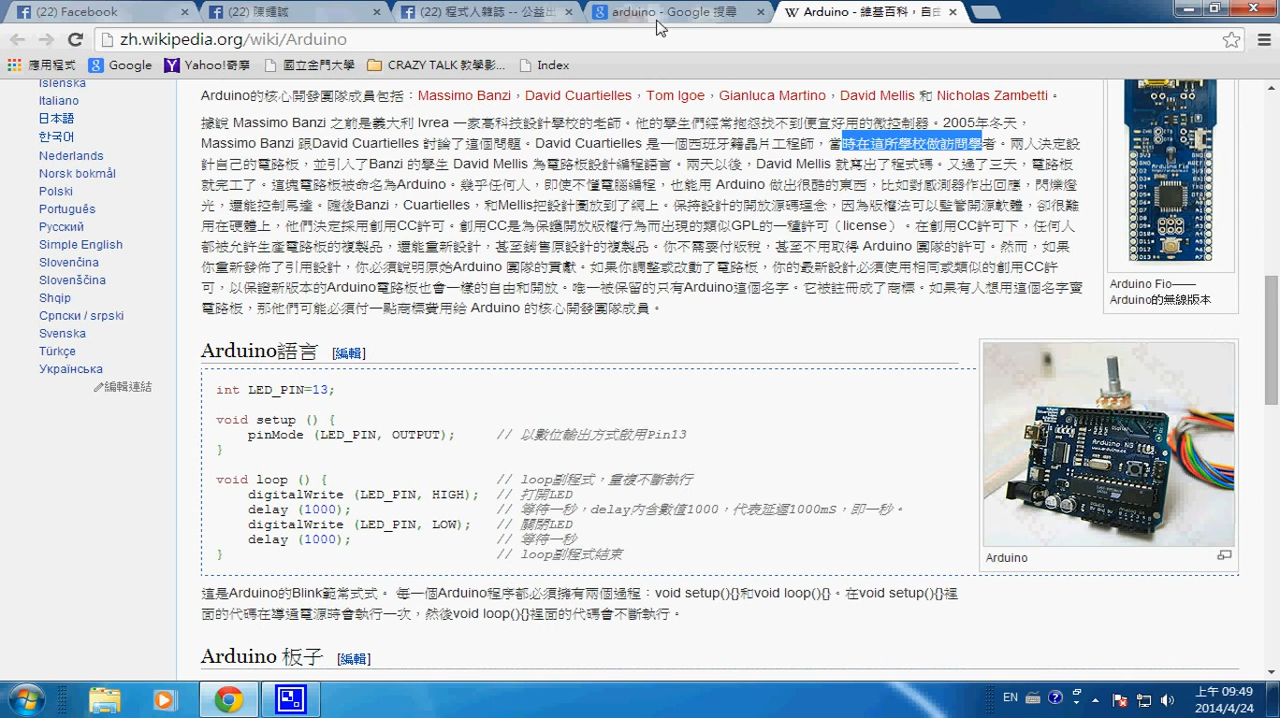 (22) Facebook
(22) 陳鍾誠
(22) 程式人雜誌 -- 公益出
arduino - Google 搜尋
Arduino - 維基百科，自由
zh.wikipedia.org/wiki/Arduino
應用程式
Google
Yahoo!奇摩
國立金門大學
CRAZY TALK 教學影...
Index
Íslenska
Italiano
日本語
한국어
Nederlands
Norsk bokmål
Polski
Português
Русский
Simple English
Slovenčina
Slovenščina
Shqip
Српски / srpski
Svenska
Türkçe
Українська
編輯連結
Arduino的核心開發團隊成員包括：Massimo Banzi，David Cuartielles，Tom Igoe，Gianluca Martino，David Mellis 和 Nicholas Zambetti。
據說 Massimo Banzi 之前是義大利 Ivrea 一家高科技設計學校的老師。他的學生們經常抱怨找不到便宜好用的微控制器。2005年冬天，
Massimo Banzi 跟David Cuartielles 討論了這個問題。David Cuartielles 是一個西班牙籍晶片工程師，當時在這所學校做訪問學者。兩人決定設
計自己的電路板，並引入了Banzi 的學生 David Mellis 為電路板設計編程語言。兩天以後，David Mellis 就寫出了程式碼。又過了三天，電路板
就完工了。這塊電路板被命名為Arduino。幾乎任何人，即使不懂電腦編程，也能用 Arduino 做出很酷的東西，比如對感測器作出回應，閃爍燈
光，還能控制馬達。隨後Banzi，Cuartielles，和Mellis把設計圖放到了網上。保持設計的開放源碼理念，因為版權法可以監管開源軟體，卻很難
用在硬體上，他們決定採用創用CC許可。創用CC是為保護開放版權行為而出現的類似GPL的一種許可（license）。在創用CC許可下，任何人
都被允許生產電路板的複製品，還能重新設計，甚至銷售原設計的複製品。你不需要付版稅，甚至不用取得 Arduino 團隊的許可。然而，如果
你重新發佈了引用設計，你必須說明原始Arduino 團隊的貢獻。如果你調整或改動了電路板，你的最新設計必須使用相同或類似的創用CC許
可，以保證新版本的Arduino電路板也會一樣的自由和開放。唯一被保留的只有Arduino這個名字。它被註冊成了商標。如果有人想用這個名字賣
電路板，那他們可能必須付一點商標費用給 Arduino 的核心開發團隊成員。
Arduino Fio——
Arduino的無線版本
Arduino語言 [編輯]
int LED_PIN=13;
void setup () {
pinMode (LED_PIN, OUTPUT); // 以數位輸出方式啟用Pin13
}
void loop () { // loop副程式，重複不斷執行
digitalWrite (LED_PIN, HIGH); // 打開LED
delay (1000); // 等待一秒，delay內含數值1000，代表延遲1000mS，即一秒。
digitalWrite (LED_PIN, LOW); // 關閉LED
delay (1000); // 等待一秒
} // loop副程式結束
Arduino
這是Arduino的Blink範常式式。 每一個Arduino程序都必須擁有兩個過程：void setup(){}和void loop(){}。在void setup(){}裡
面的代碼在導通電源時會執行一次，然後void loop(){}裡面的代碼會不斷執行。
Arduino 板子 [編輯]
EN
上午 09:49
2014/4/24